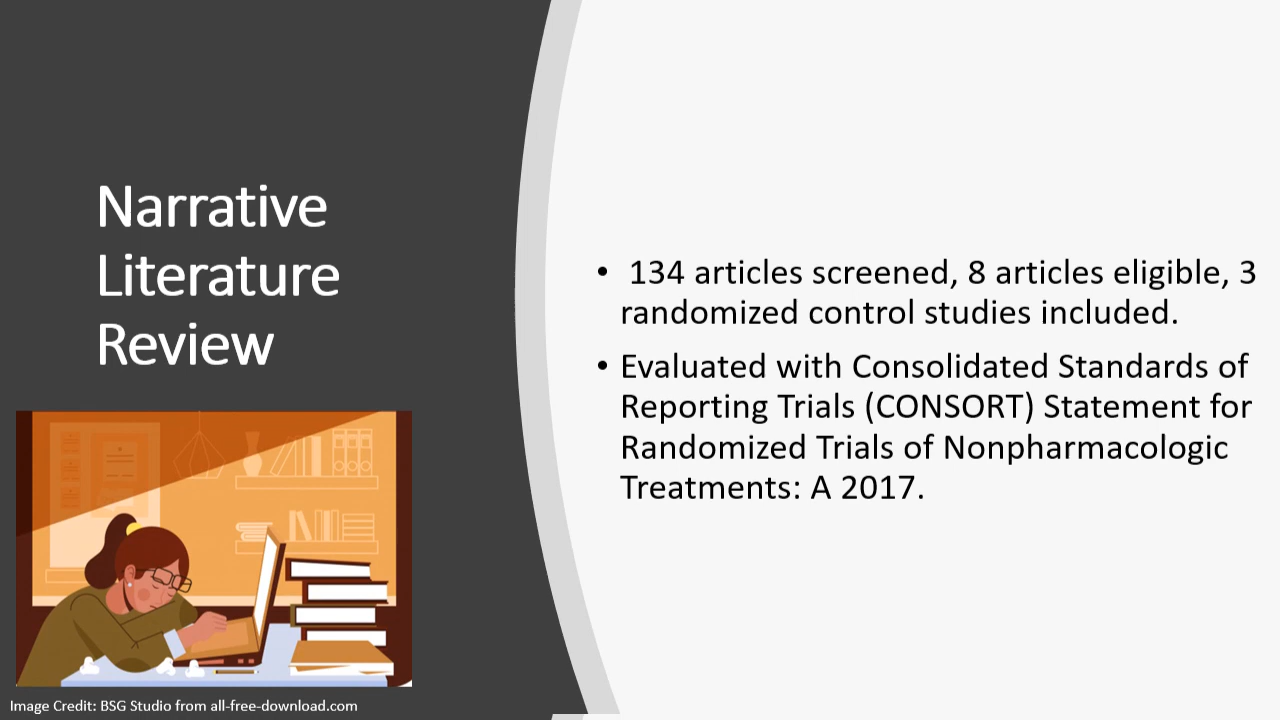 Narrative
Literature
Review
• 134 articles screened, 8 articles eligible, 3
randomized control studies included.
• Evaluated with Consolidated Standards of
Reporting Trials (CONSORT) Statement for
Randomized Trials of Nonpharmacologic
Treatments: A 2017.
Image Credit: BSG Studio from all-free-download.com